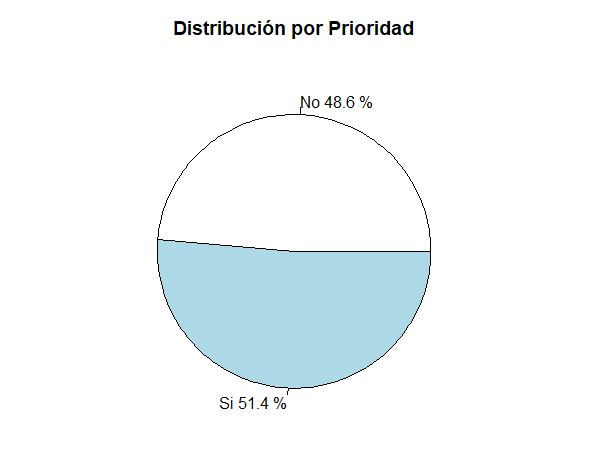 Distribución por Prioridad
No 48.6 %
Si 51.4 %